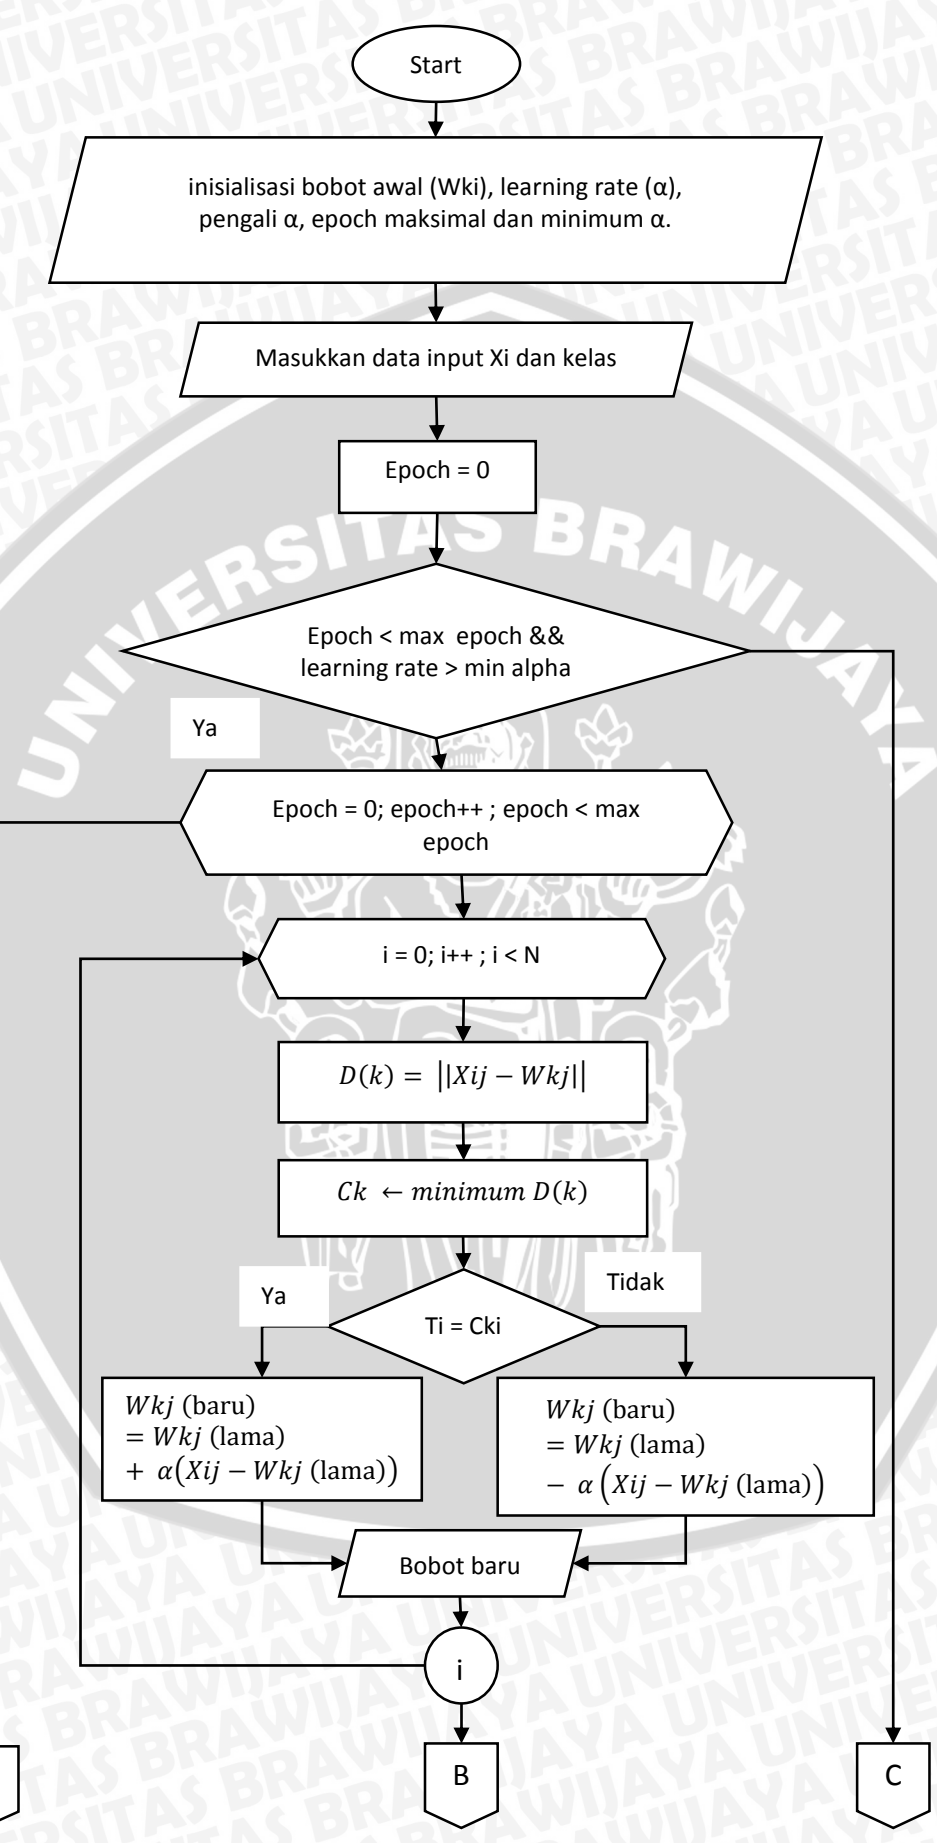 Start
inisialisasi bobot awal (Wki), learning rate (α),
pengali α, epoch maksimal dan minimum α.
Masukkan data input Xi dan kelas
Epoch = 0
UNIVERSITAS BRAWIJAYA
Epoch < max epoch &&
learning rate > min alpha
Ya
Epoch = 0; epoch++ ; epoch < max
epoch
i = 0; i++ ; i < N
D(k) = ||Xij − Wkj||
Ck ← minimum D(k)
Ya
Tidak
Ti = Cki
Wkj (baru)
= Wkj (lama)
+ α(Xij − Wkj (lama))
Wkj (baru)
= Wkj (lama)
− α (Xij − Wkj (lama))
Bobot baru
i
B
C